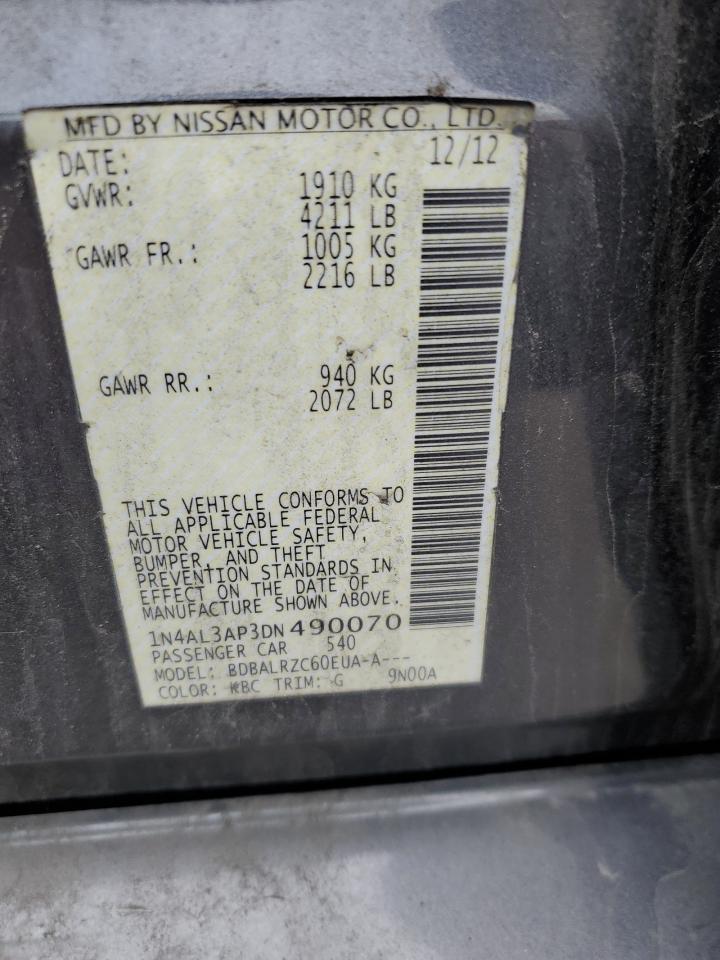 MFD BY NISSAN MOTOR CO., LTD.
DATE: 12/12
GVWR: 1910 KG
4211 LB
GAWR FR.: 1005 KG
2216 LB
GAWR RR.: 940 KG
2072 LB
THIS VEHICLE CONFORMS TO
ALL APPLICABLE FEDERAL
MOTOR VEHICLE SAFETY,
BUMPER, AND THEFT
PREVENTION STANDARDS IN
EFFECT ON THE DATE OF
MANUFACTURE SHOWN ABOVE.
1N4AL3AP3DN490070
PASSENGER CAR 540
MODEL: BDBALRZC60EUA-A---
COLOR: KBC TRIM: G 9N00A